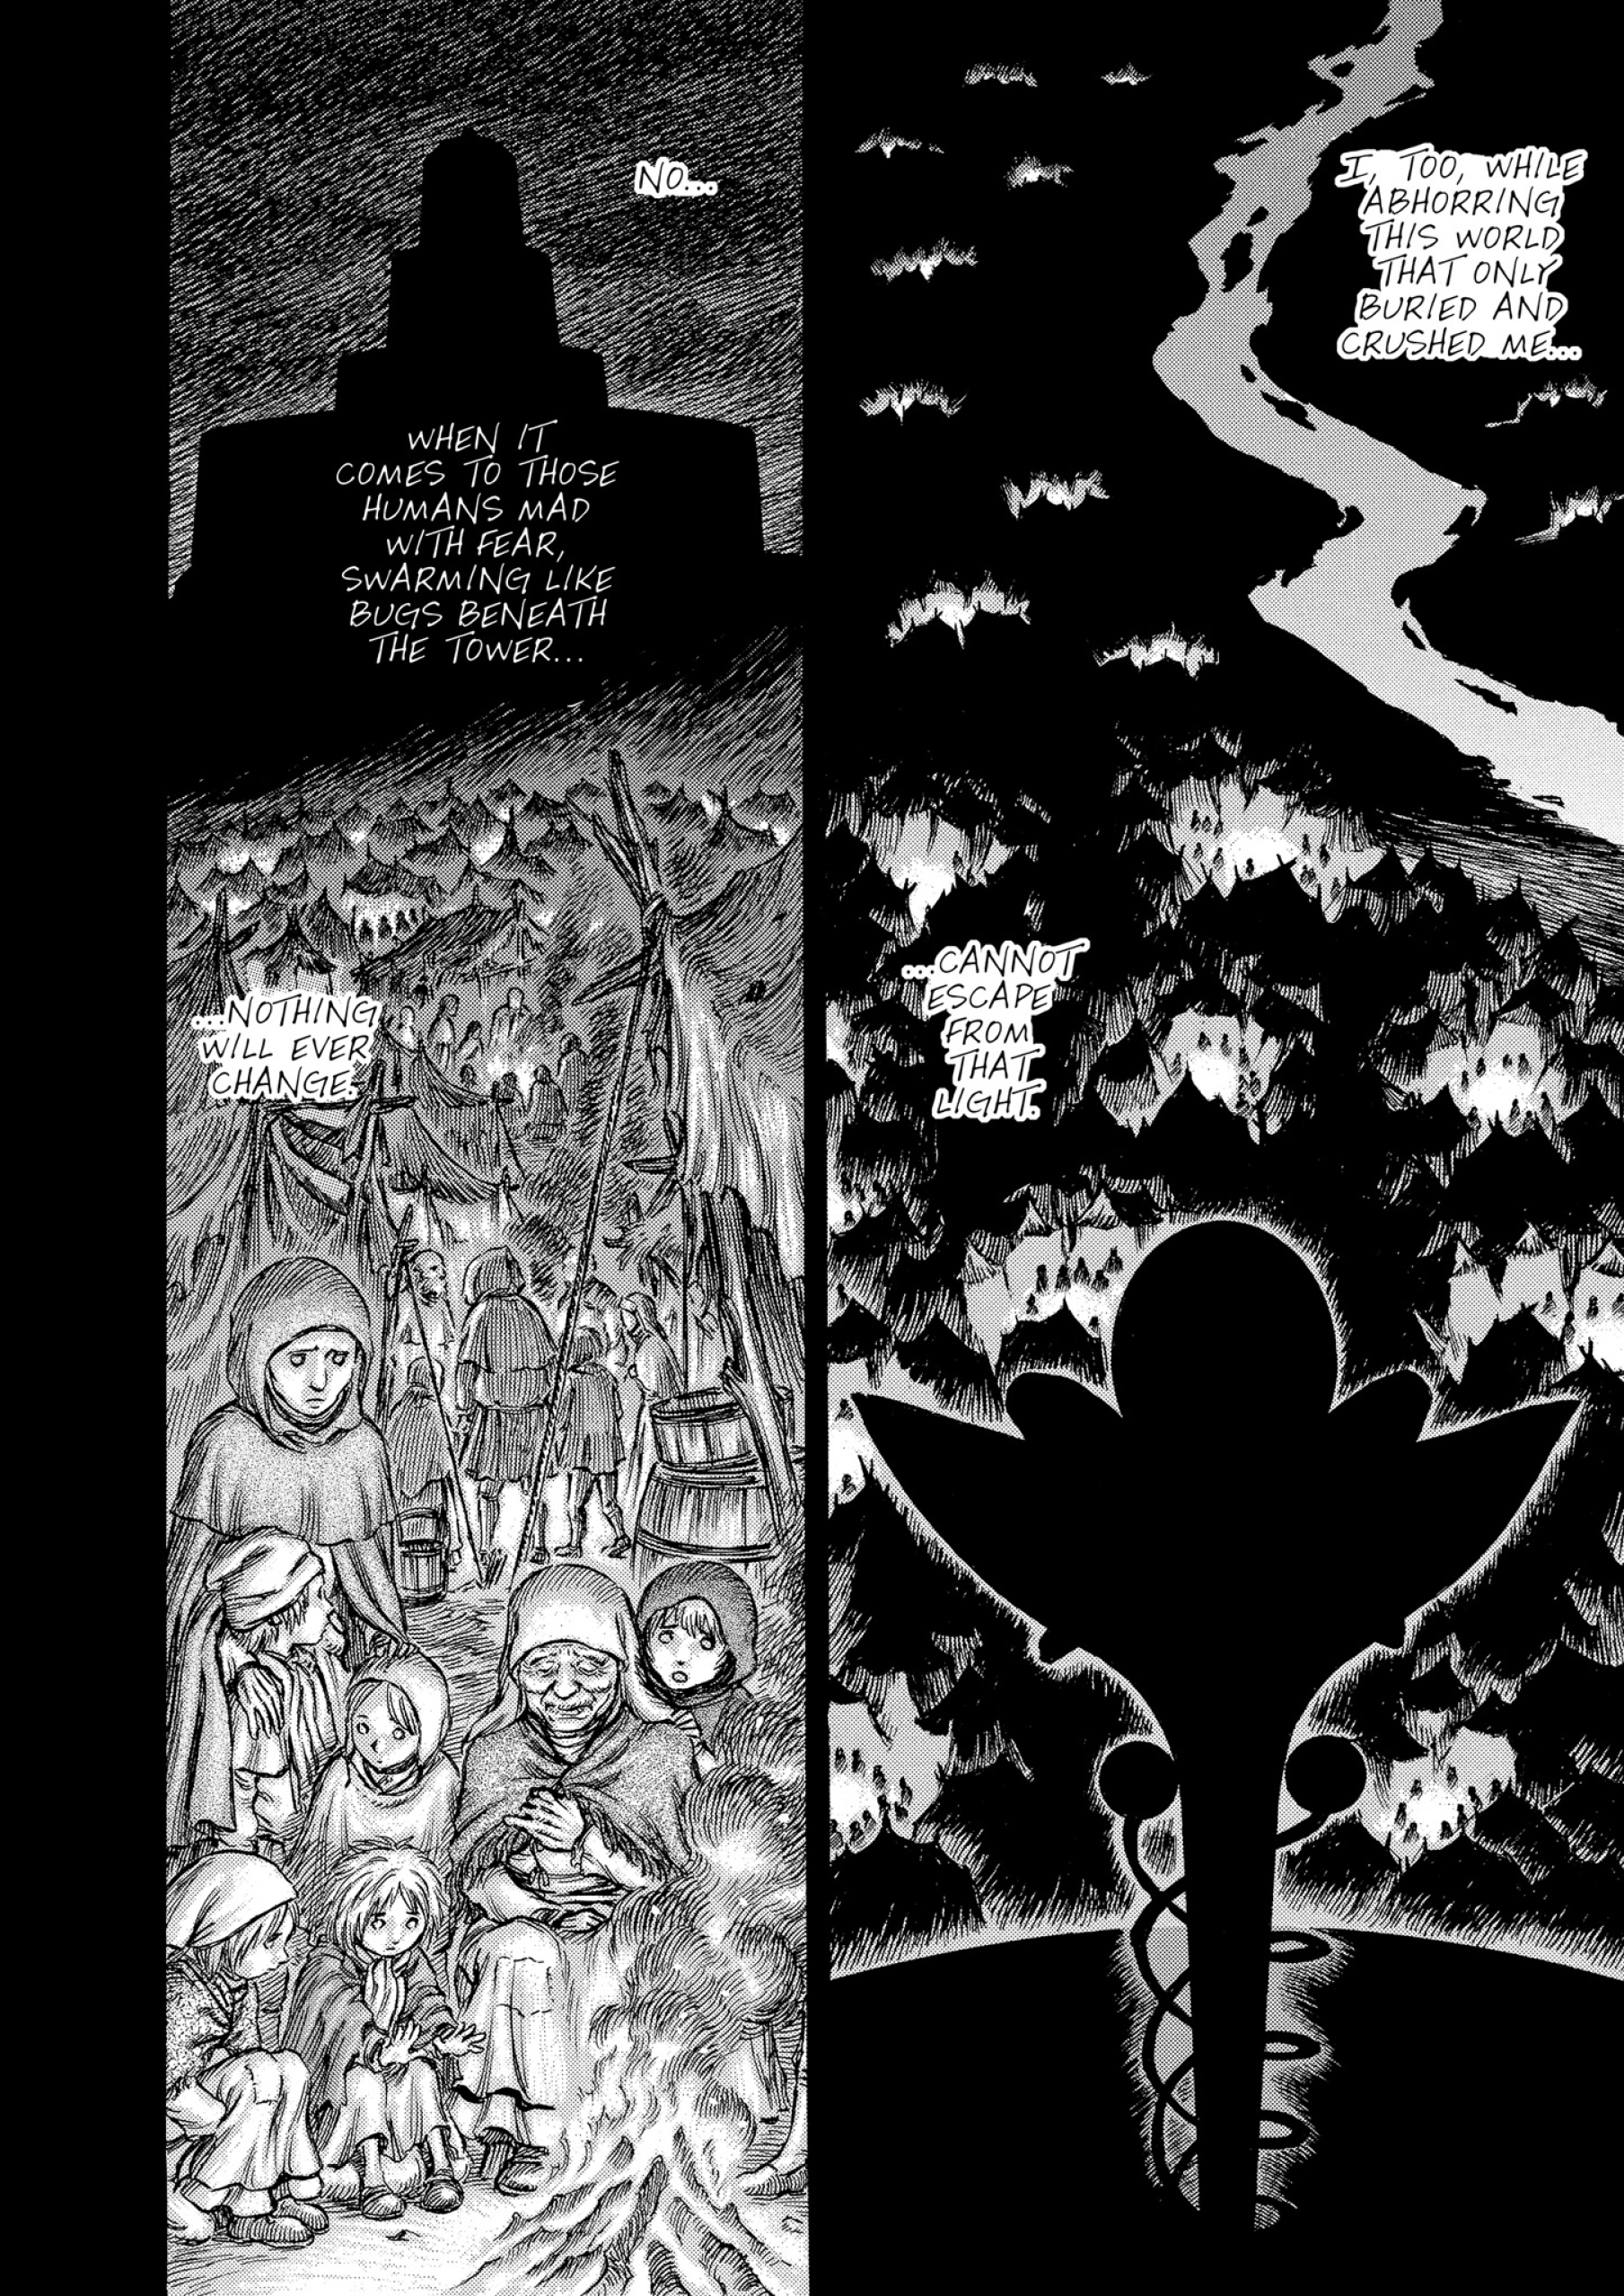 I, TOO, WHILE
ABHORRING
THIS WORLD
THAT ONLY
BURIED AND
CRUSHED ME...
...CANNOT
ESCAPE
FROM
THAT
LIGHT.
NO...
WHEN IT
COMES TO THOSE
HUMANS MAD
WITH FEAR,
SWARMING LIKE
BUGS BENEATH
THE TOWER...
...NOTHING
WILL EVER
CHANGE.